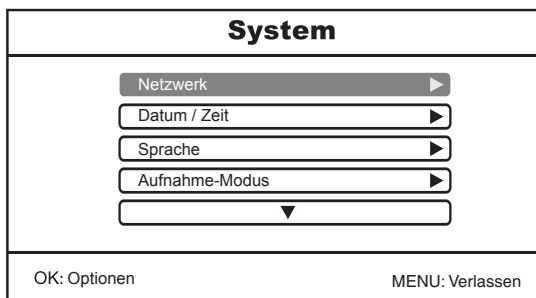 System
Netzwerk
Datum / Zeit
Sprache
Aufnahme-Modus
OK: Optionen
MENU: Verlassen